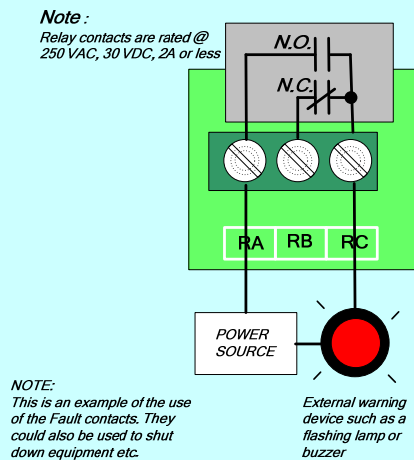 Note :
Relay contacts are rated @
250 VAC, 30 VDC, 2A or less
N.O.
N.C.
RA RB RC
POWER
SOURCE
NOTE:
This is an example of the use
of the Fault contacts. They
could also be used to shut
down equipment etc.
External warning
device such as a
flashing lamp or
buzzer